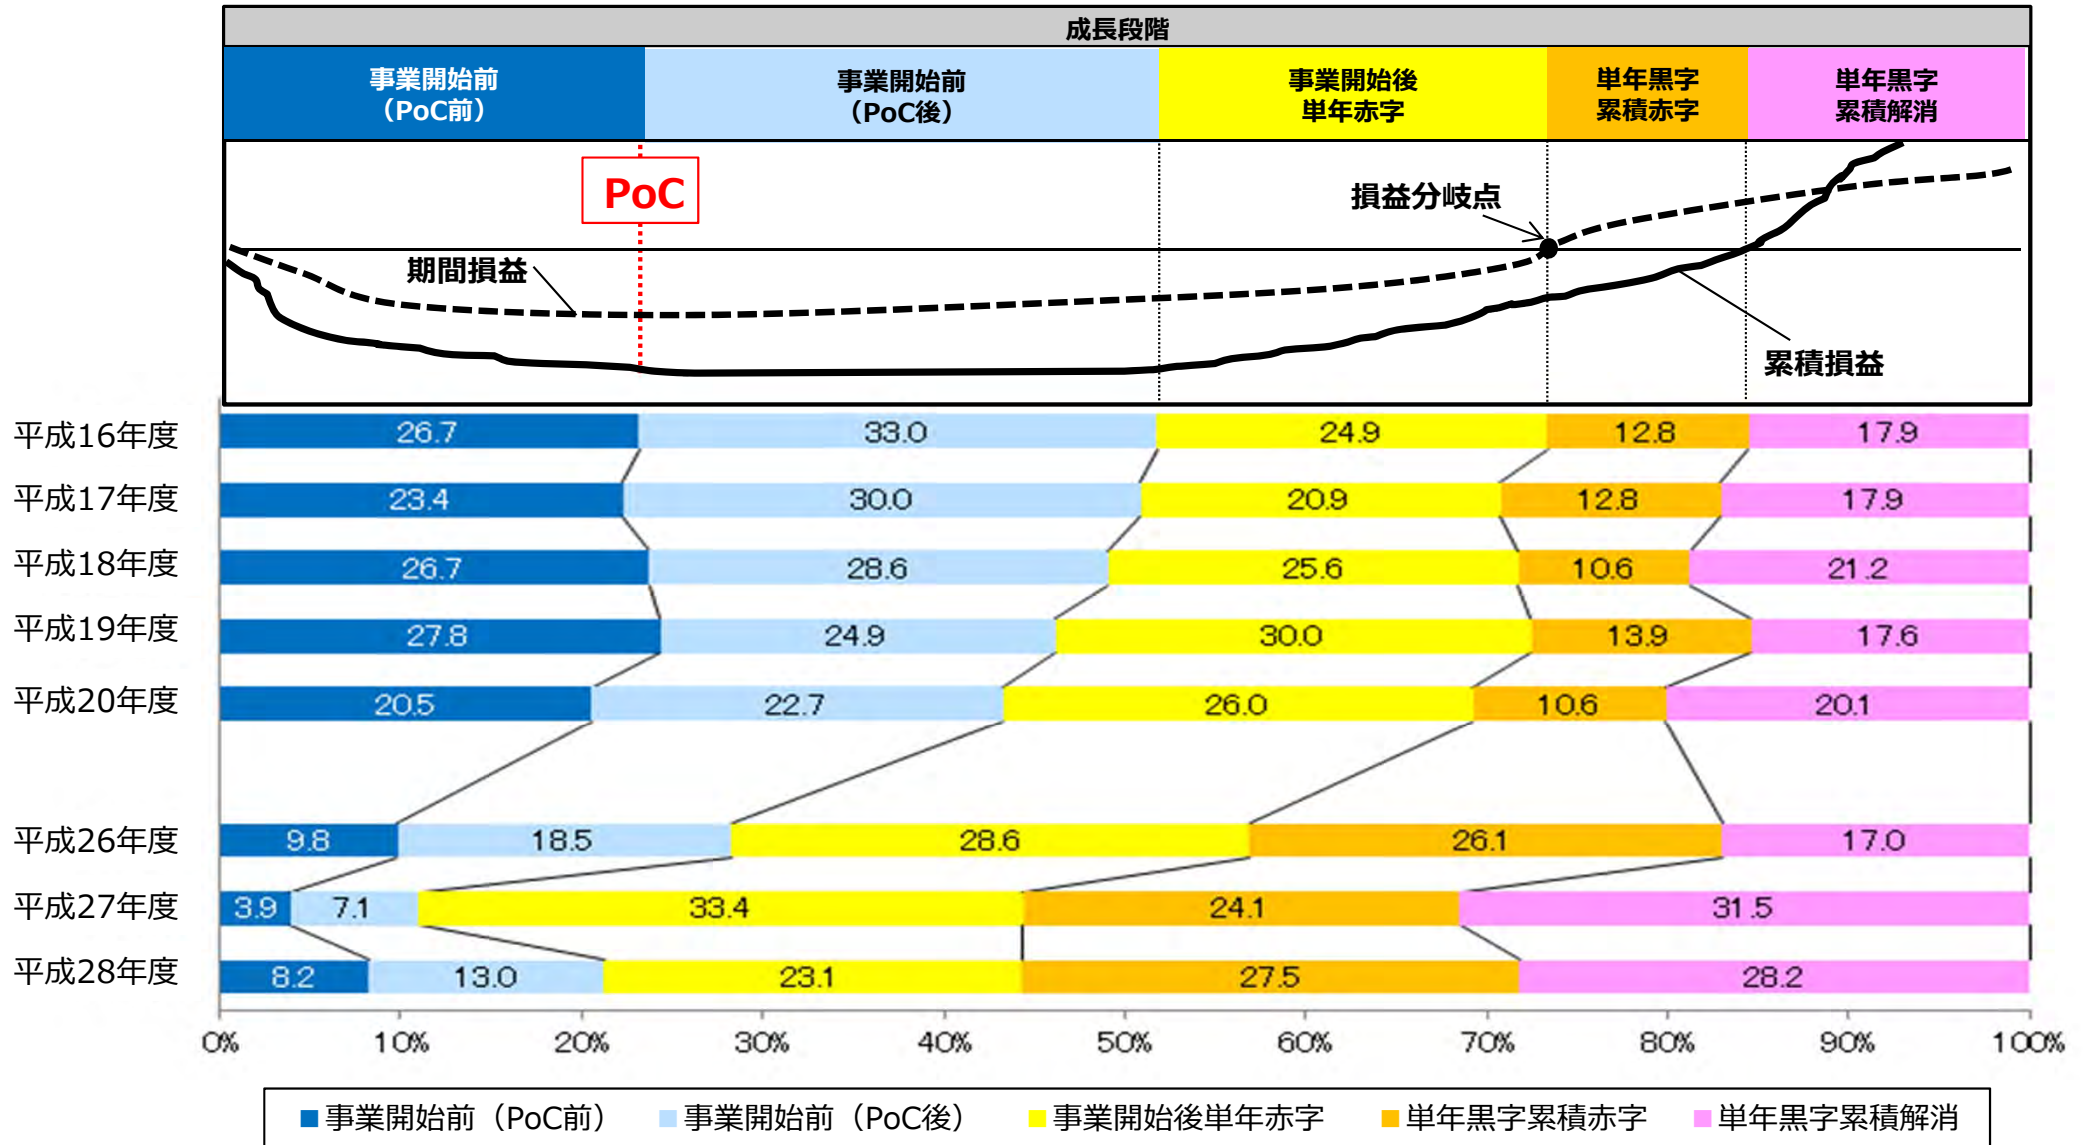 成長段階
事業開始前
（PoC前）
事業開始前
（PoC後）
事業開始後
単年赤字
単年黒字
累積赤字
単年黒字
累積解消
PoC
損益分岐点
期間損益
累積損益
平成16年度 26.7 33.0 24.9 12.8 17.9
平成17年度 23.4 30.0 20.9 12.8 17.9
平成18年度 26.7 28.6 25.6 10.6 21.2
平成19年度 27.8 24.9 30.0 13.9 17.6
平成20年度 20.5 22.7 26.0 10.6 20.1
平成26年度 9.8 18.5 28.6 26.1 17.0
平成27年度 3.9 7.1 33.4 24.1 31.5
平成28年度 8.2 13.0 23.1 27.5 28.2
0% 10% 20% 30% 40% 50% 60% 70% 80% 90% 100%
事業開始前（PoC前） 事業開始前（PoC後） 事業開始後単年赤字 単年黒字累積赤字 単年黒字累積解消